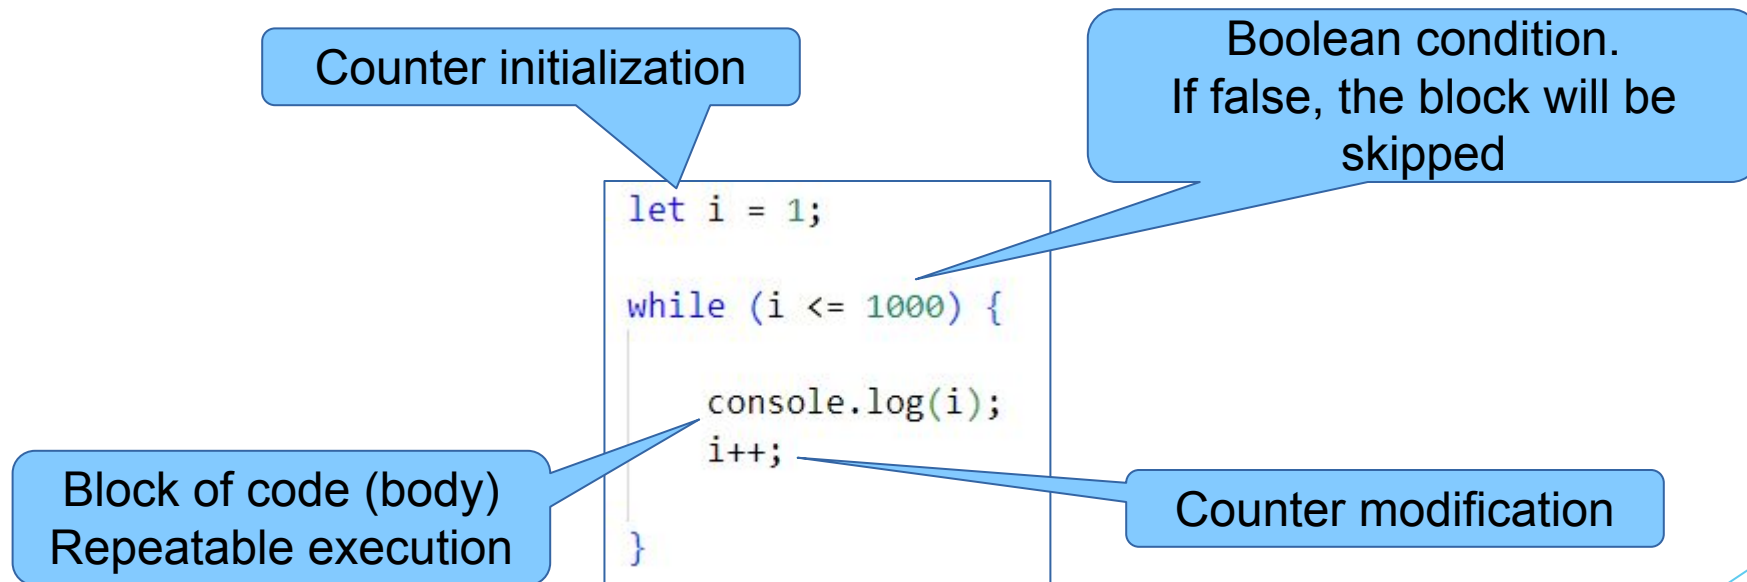 Counter initialization
Boolean condition.
If false, the block will be
skipped
let i = 1;
while (i <= 1000) {
console.log(i);
i++;
}
Block of code (body)
Repeatable execution
Counter modification